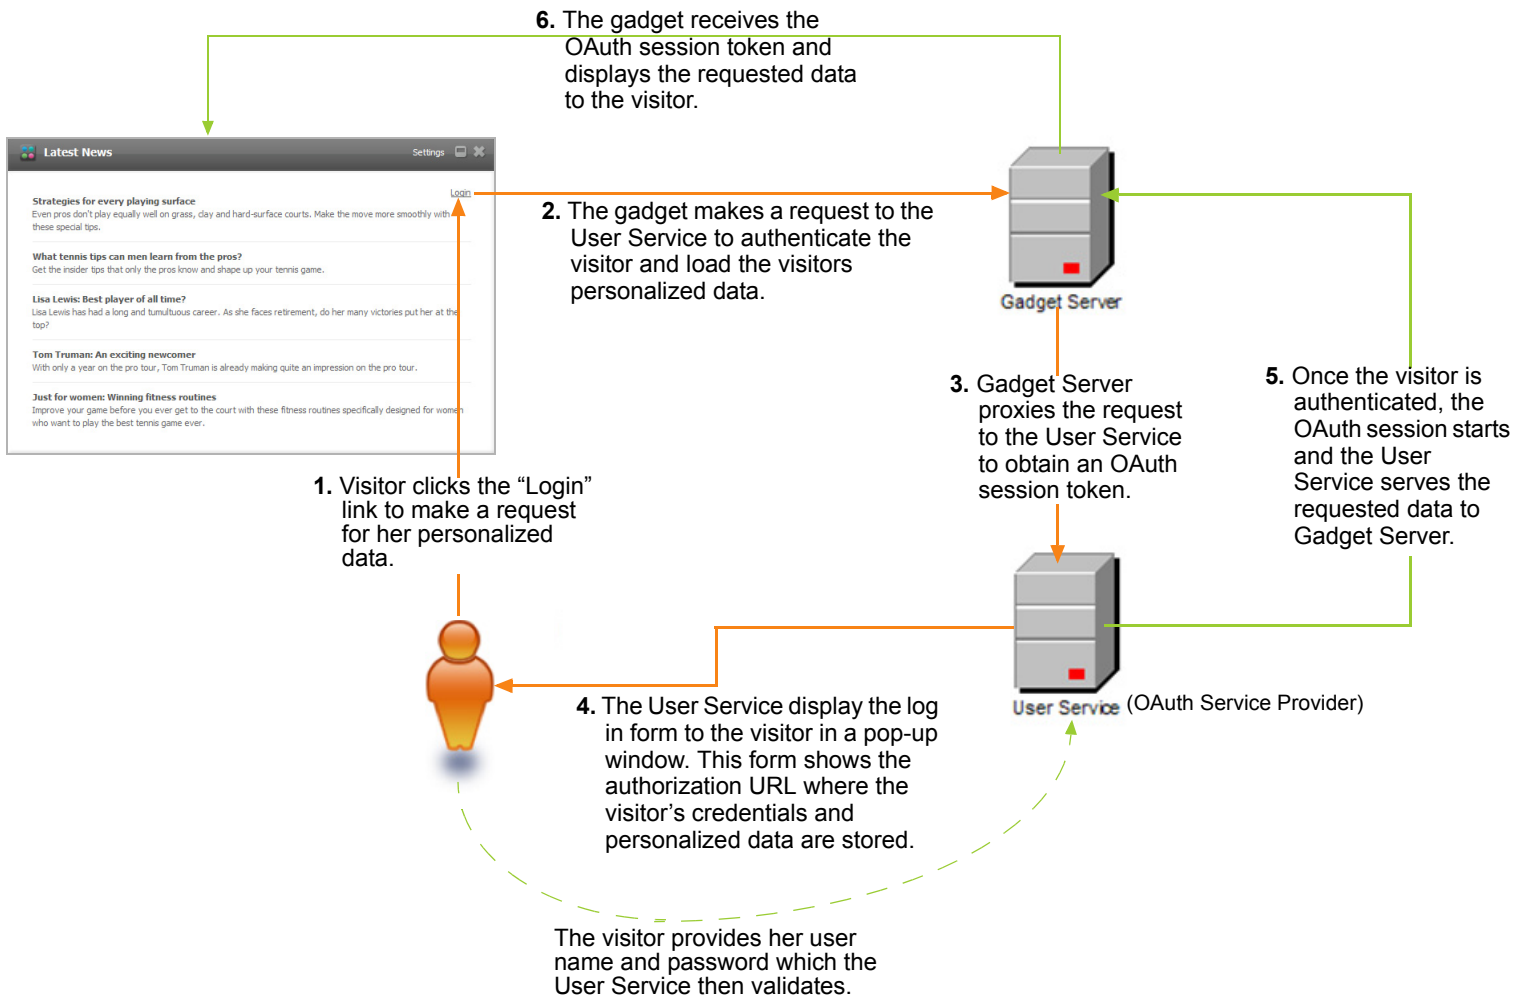 6. The gadget receives the
OAuth session token and
displays the requested data
to the visitor.
Latest News
Settings
Login
Strategies for every playing surface
Even pros don't play equally well on grass, clay and hard-surface courts. Make the move more smoothly with
these special tips.
What tennis tips can men learn from the pros?
Get the insider tips that only the pros know and shape up your tennis game.
Lisa Lewis: Best player of all time?
Lisa Lewis has had a long and tumultuous career. As she faces retirement, do her many victories put her at the
top?
Tom Truman: An exciting newcomer
With only a year on the pro tour, Tom Truman is already making quite an impression on the pro tour.
Just for women: Winning fitness routines
Improve your game before you ever get to the court with these fitness routines specifically designed for women
who want to play the best tennis game ever.
2. The gadget makes a request to the
User Service to authenticate the
visitor and load the visitors
personalized data.
Gadget Server
3. Gadget Server
proxies the request
to the User Service
to obtain an OAuth
session token.
5. Once the visitor is
authenticated, the
OAuth session starts
and the User
Service serves the
requested data to
Gadget Server.
1. Visitor clicks the “Login”
link to make a request
for her personalized
data.
4. The User Service display the log
in form to the visitor in a pop-up
window. This form shows the
authorization URL where the
visitor’s credentials and
personalized data are stored.
User Service (OAuth Service Provider)
The visitor provides her user
name and password which the
User Service then validates.